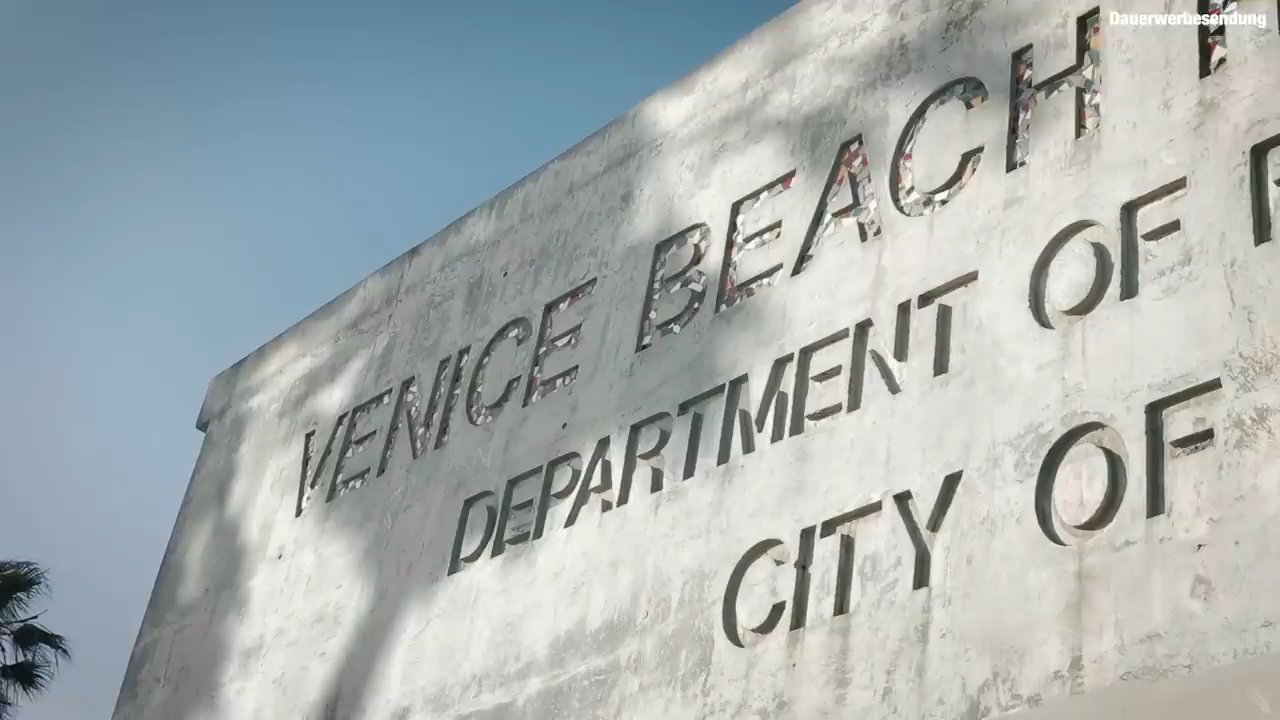 Dauerwerbesendung
VENICE BEACH
DEPARTMENT OF
CITY OF